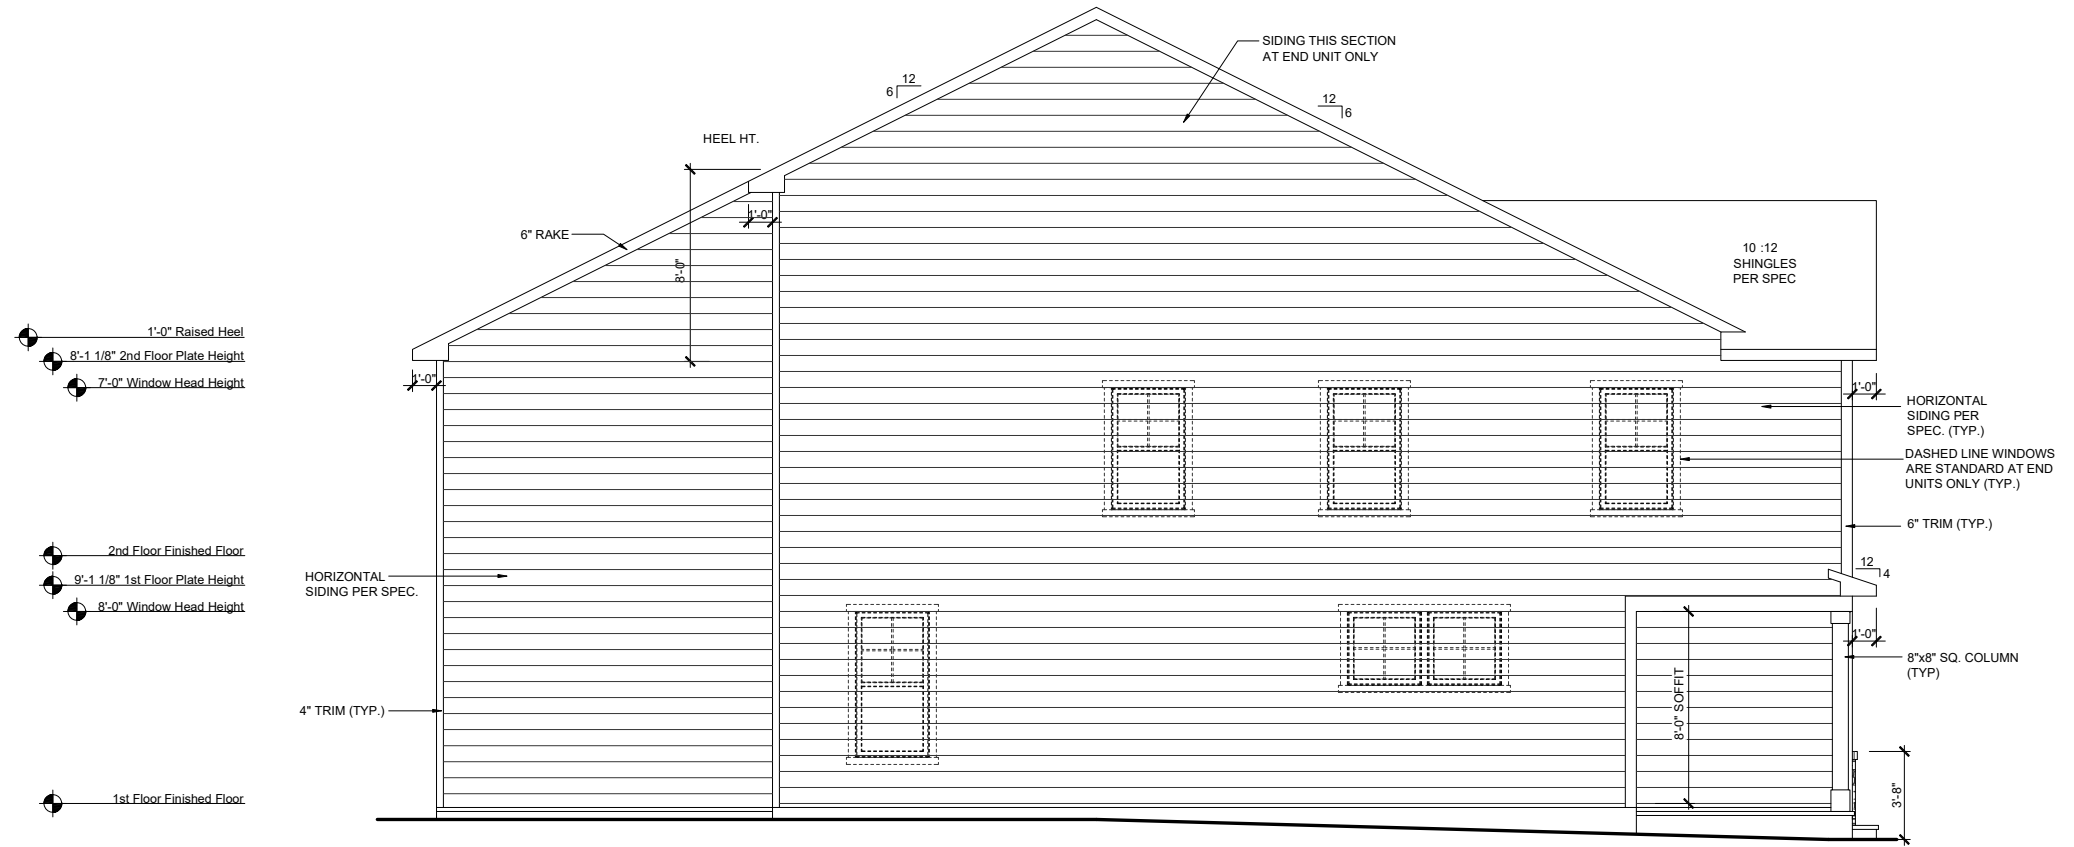 SIDING THIS SECTION
AT END UNIT ONLY
12
6
12
6
HEEL HT.
1'-0"
6" RAKE
8'-0"
10 :12
SHINGLES
PER SPEC
1'-0" Raised Heel
8'-1 1/8" 2nd Floor Plate Height
7'-0" Window Head Height
1'-0"
1'-0"
HORIZONTAL
SIDING PER
SPEC. (TYP.)
DASHED LINE WINDOWS
ARE STANDARD AT END
UNITS ONLY (TYP.)
6" TRIM (TYP.)
2nd Floor Finished Floor
9'-1 1/8" 1st Floor Plate Height
8'-0" Window Head Height
HORIZONTAL
SIDING PER SPEC.
12
4
1'-0"
8"x8" SQ. COLUMN
(TYP)
8'-0" SOFFIT
4" TRIM (TYP.)
3'-8"
1st Floor Finished Floor